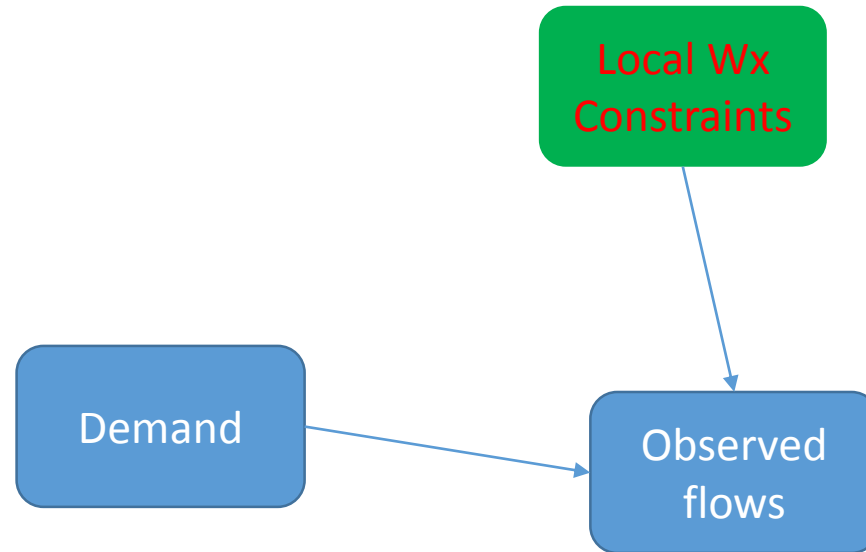 Local Wx
Constraints
Demand
Observed
flows